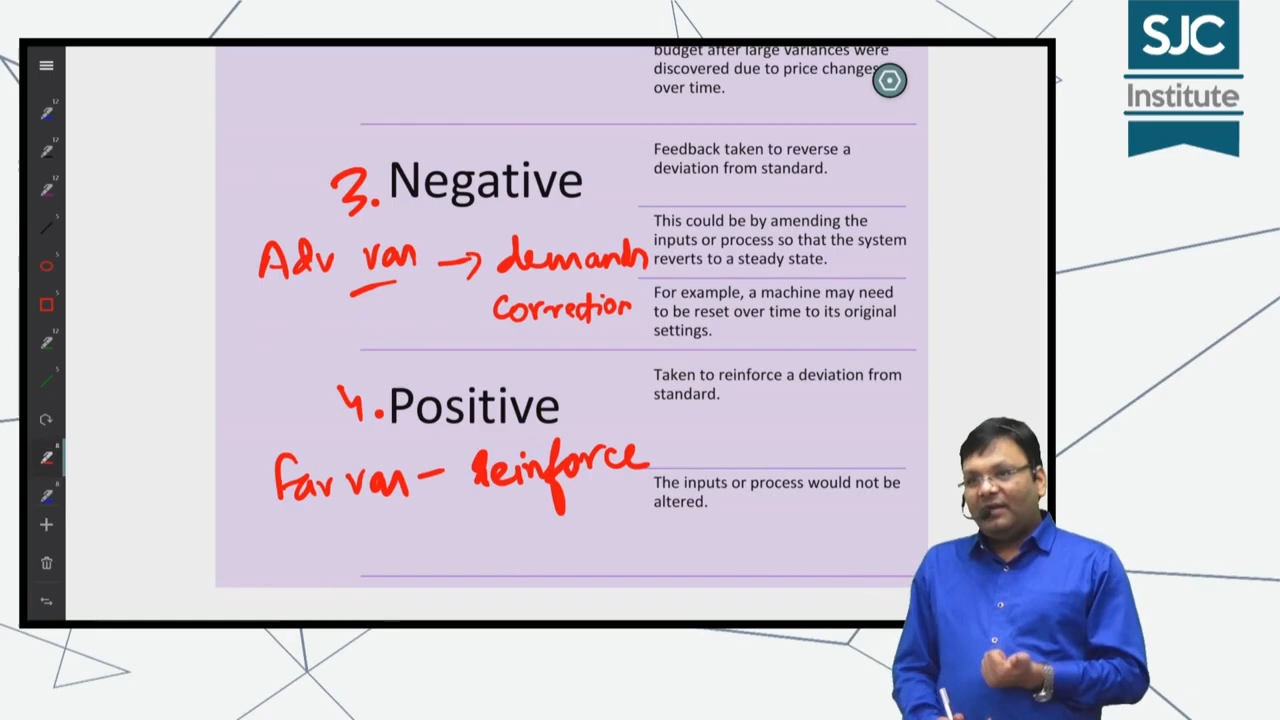 SJC
Institute
budget after large variances were
discovered due to price changes
over time.
3. Negative
Feedback taken to reverse a
deviation from standard.
Adv van → demands
correction
This could be by amending the
inputs or process so that the system
reverts to a steady state.
For example, a machine may need
to be reset over time to its original
settings.
4. Positive
Fav van - reinforce
Taken to reinforce a deviation from
standard.
The inputs or process would not be
altered.